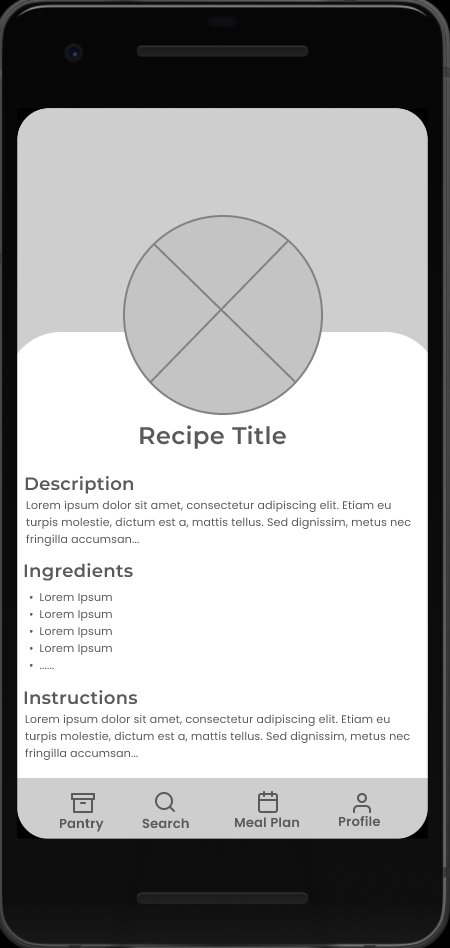 Recipe Title
Description
Lorem ipsum dolor sit amet, consectetur adipiscing elit. Etiam eu
turpis molestie, dictum est a, mattis tellus. Sed dignissim, metus nec
fringilla accumsan...
Ingredients
• Lorem Ipsum
• Lorem Ipsum
• Lorem Ipsum
• Lorem Ipsum
• ......
Instructions
Lorem ipsum dolor sit amet, consectetur adipiscing elit. Etiam eu
turpis molestie, dictum est a, mattis tellus. Sed dignissim, metus nec
fringilla accumsan...
Pantry Search Meal Plan Profile